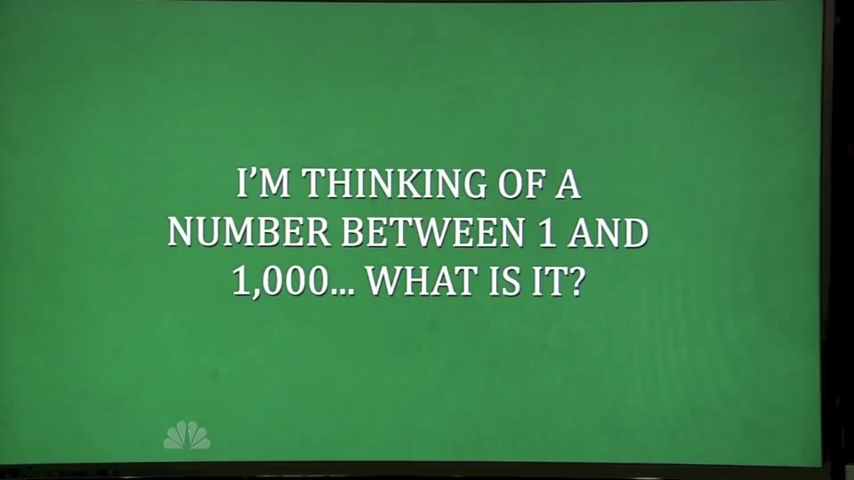 I'M THINKING OF A
NUMBER BETWEEN 1 AND
1,000... WHAT IS IT?